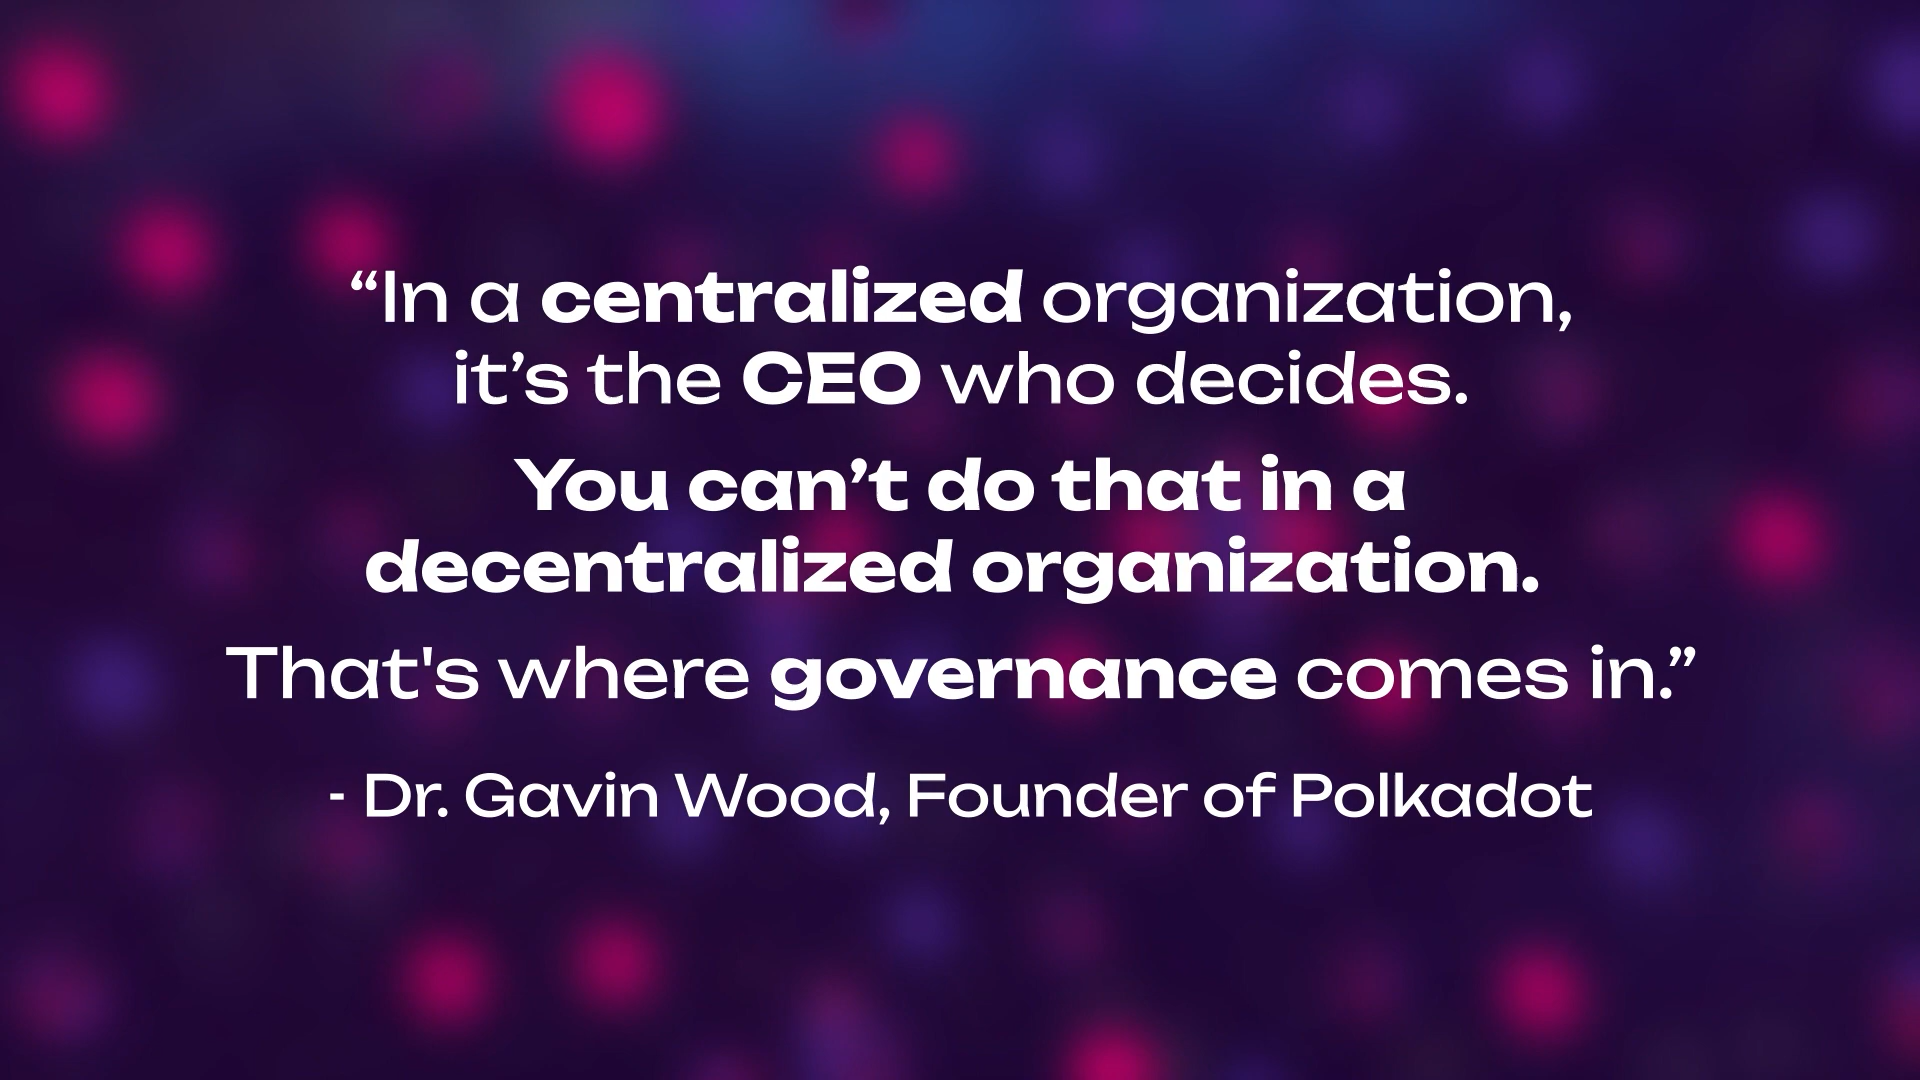 “In a centralized organization,
it’s the CEO who decides.
You can’t do that in a
decentralized organization.
That's where governance comes in.”
- Dr. Gavin Wood, Founder of Polkadot